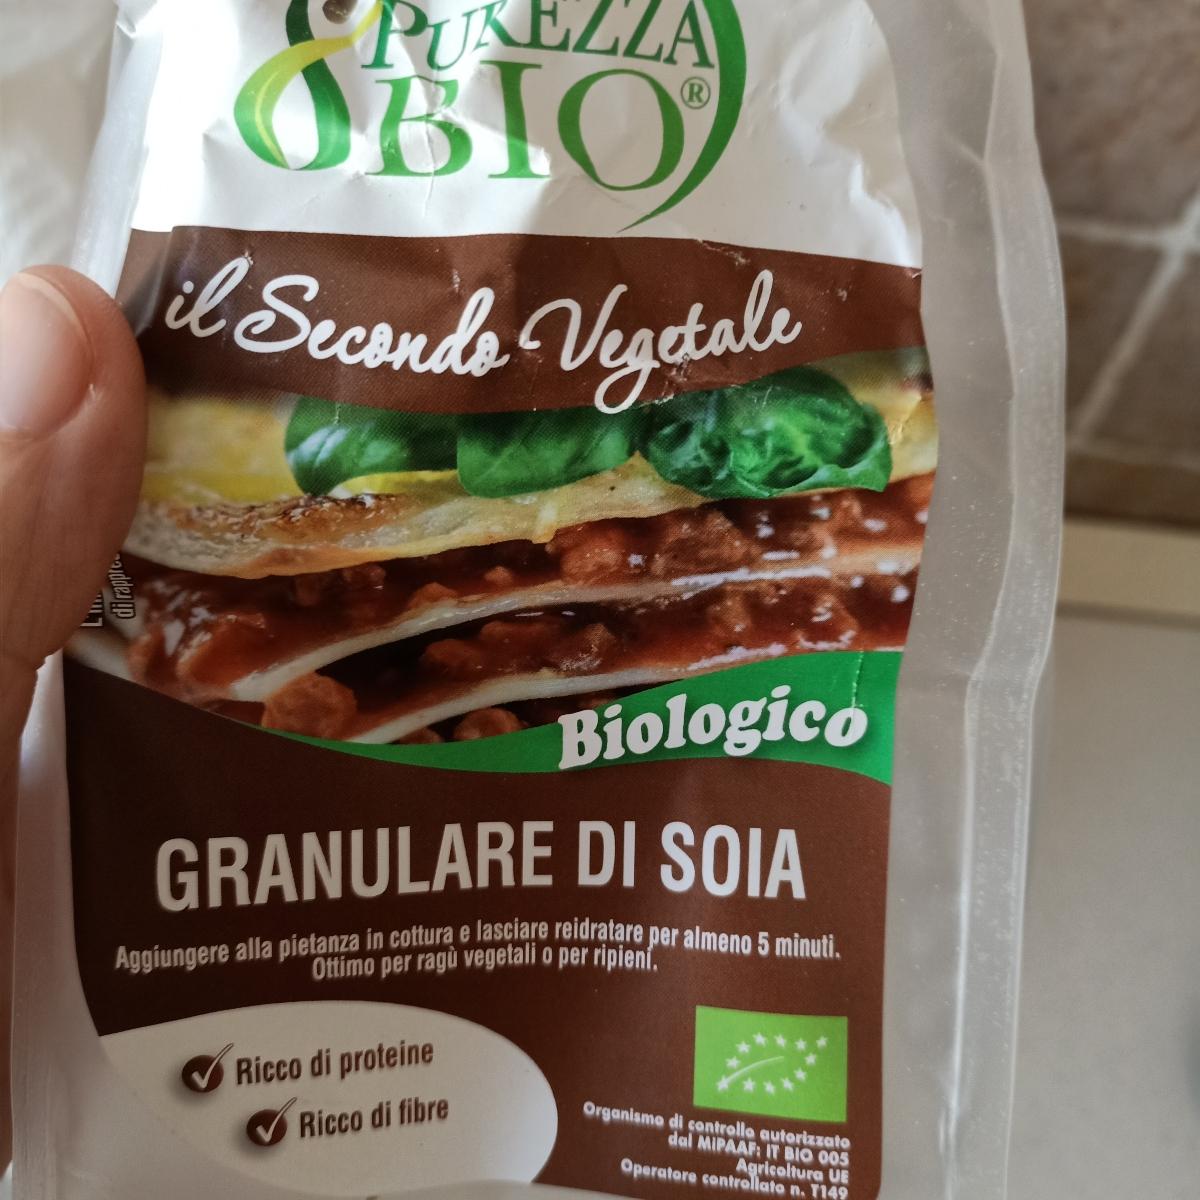 PUREZZA
BIO®
il Secondo Vegetale
di rappre
Biologico
GRANULARE DI SOIA
Aggiungere alla pietanza in cottura e lasciare reidratare per almeno 5 minuti.
Ottimo per ragù vegetali o per ripieni.
Ricco di proteine
Ricco di fibre
Organismo di controllo autorizzato
dal MIPAAF: IT BIO 005
Agricoltura UE
Operatore controllato n. T149